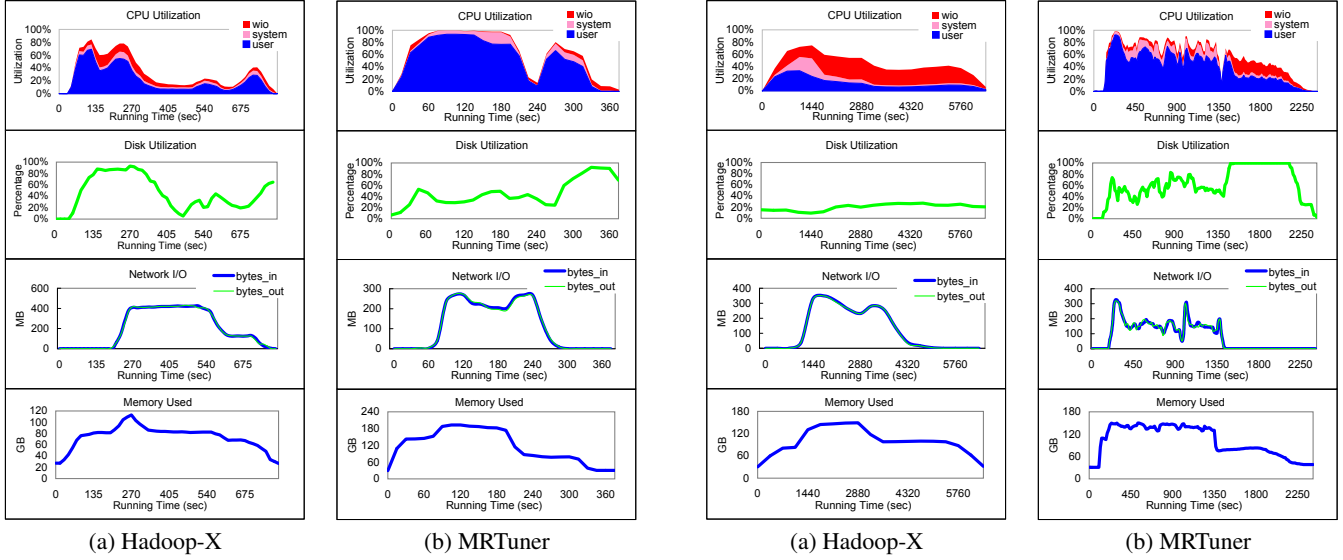 CPU Utilization
wio
system
user
100%
80%
60%
40%
20%
0%
Utilization
0 135 270 405 540 675
Running Time (sec)
Disk Utilization
100%
80%
60%
40%
20%
0%
Percentage
0 135 270 405 540 675
Running Time (sec)
Network I/O
bytes_in
bytes_out
600
400
200
0
MB
0 135 270 405 540 675
Running Time (sec)
Memory Used
120
100
80
60
40
20
0
GB
0 135 270 405 540 675
Running Time (sec)
(a) Hadoop-X
CPU Utilization
wio
system
user
100%
80%
60%
40%
20%
0%
Utilization
0 60 120 180 240 300 360
Running Time (sec)
Disk Utilization
100%
80%
60%
40%
20%
0%
Percentage
0 60 120 180 240 300 360
Running Time (sec)
Network I/O
bytes_in
bytes_out
300
200
100
0
MB
0 60 120 180 240 300 360
Running Time (sec)
Memory Used
240
180
120
60
0
GB
0 60 120 180 240 300 360
Running Time (sec)
(b) MRTuner
CPU Utilization
wio
system
user
100%
80%
60%
40%
20%
0%
Utilization
0 1440 2880 4320 5760
Running Time (sec)
Disk Utilization
100%
80%
60%
40%
20%
0%
Percentage
0 1440 2880 4320 5760
Running Time (sec)
Network I/O
bytes_in
bytes_out
400
300
200
100
0
MB
0 1440 2880 4320 5760
Running Time (sec)
Memory Used
180
120
60
0
GB
0 1440 2880 4320 5760
Running Time (sec)
(a) Hadoop-X
CPU Utilization
wio
system
user
100%
80%
60%
40%
20%
0%
Utilization
0 450 900 1350 1800 2250
Running Time (sec)
Disk Utilization
100%
80%
60%
40%
20%
0%
Percentage
0 450 900 1350 1800 2250
Running Time (sec)
Network I/O
bytes_in
bytes_out
400
300
200
100
0
MB
0 450 900 1350 1800 2250
Running Time (sec)
Memory Used
180
120
60
0
GB
0 450 900 1350 1800 2250
Running Time (sec)
(b) MRTuner